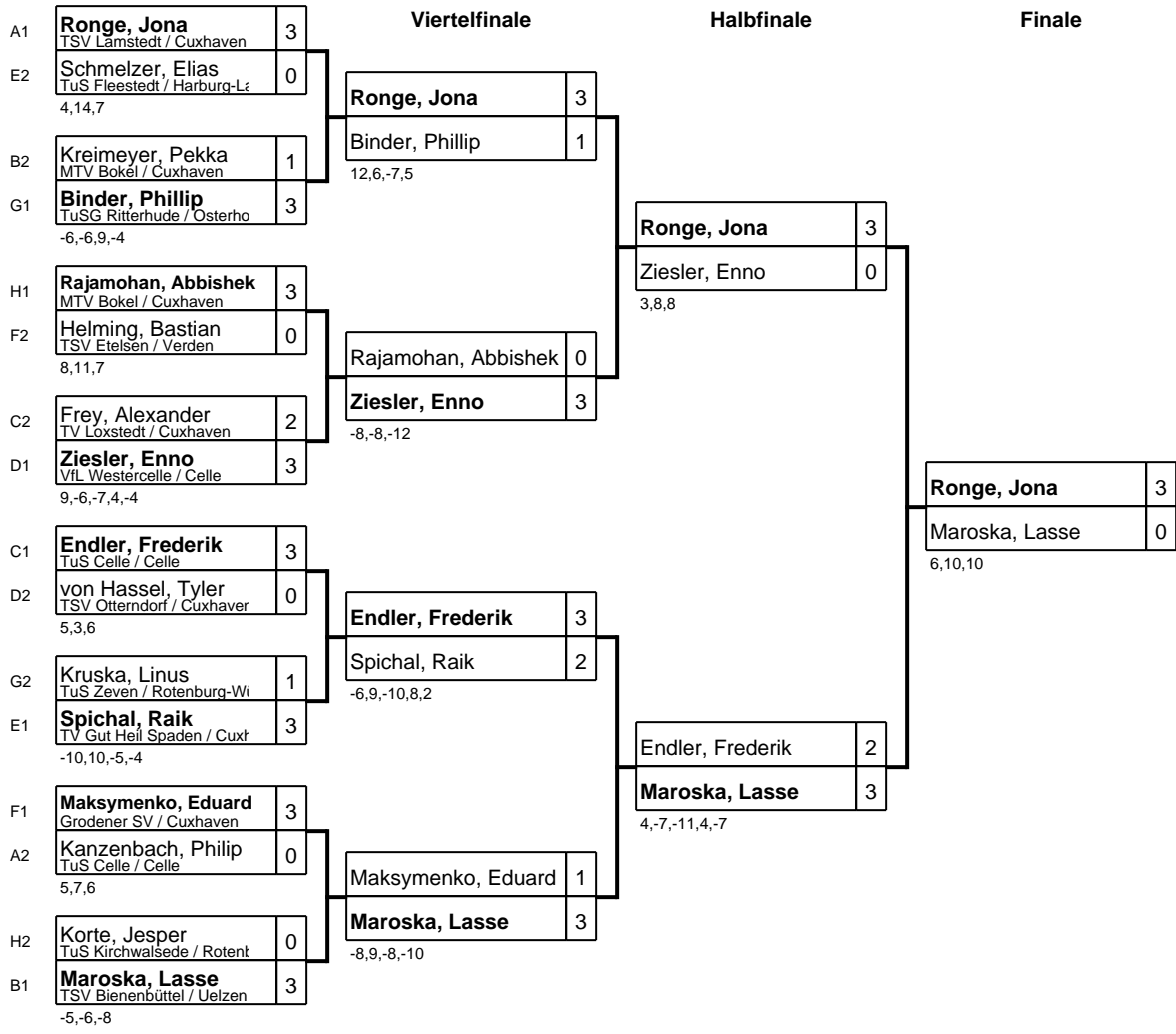 Viertelfinale
Halbfinale
Finale
A1
Ronge, Jona
TSV Lamstedt / Cuxhaven
3
E2
Schmelzer, Elias
TuS Fleestedt / Harburg-La
0
4,14,7
B2
Kreimeyer, Pekka
MTV Bokel / Cuxhaven
1
G1
Binder, Phillip
TuSG Ritterhude / Osterho
3
-6,-6,9,-4
H1
Rajamohan, Abbishek
MTV Bokel / Cuxhaven
3
F2
Helming, Bastian
TSV Etelsen / Verden
0
8,11,7
C2
Frey, Alexander
TV Loxstedt / Cuxhaven
2
D1
Ziesler, Enno
VfL Westercelle / Celle
3
9,-6,-7,4,-4
C1
Endler, Frederik
TuS Celle / Celle
3
D2
von Hassel, Tyler
TSV Otterndorf / Cuxhaven
0
5,3,6
G2
Kruska, Linus
TuS Zeven / Rotenburg-Wü
1
E1
Spichal, Raik
TV Gut Heil Spaden / Cuxh
3
-10,10,-5,-4
F1
Maksymenko, Eduard
Grodener SV / Cuxhaven
3
A2
Kanzenbach, Philip
TuS Celle / Celle
0
5,7,6
H2
Korte, Jesper
TuS Kirchwalsede / Rotenb
0
B1
Maroska, Lasse
TSV Bienenbüttel / Uelzen
3
-5,-6,-8
Ronge, Jona
3
Binder, Phillip
1
12,6,-7,5
Rajamohan, Abbishek
0
Ziesler, Enno
3
-8,-8,-12
Endler, Frederik
3
Spichal, Raik
2
-6,9,-10,8,2
Maksymenko, Eduard
1
Maroska, Lasse
3
-8,9,-8,-10
Ronge, Jona
3
Ziesler, Enno
0
3,8,8
Endler, Frederik
2
Maroska, Lasse
3
4,-7,-11,4,-7
Ronge, Jona
3
Maroska, Lasse
0
6,10,10